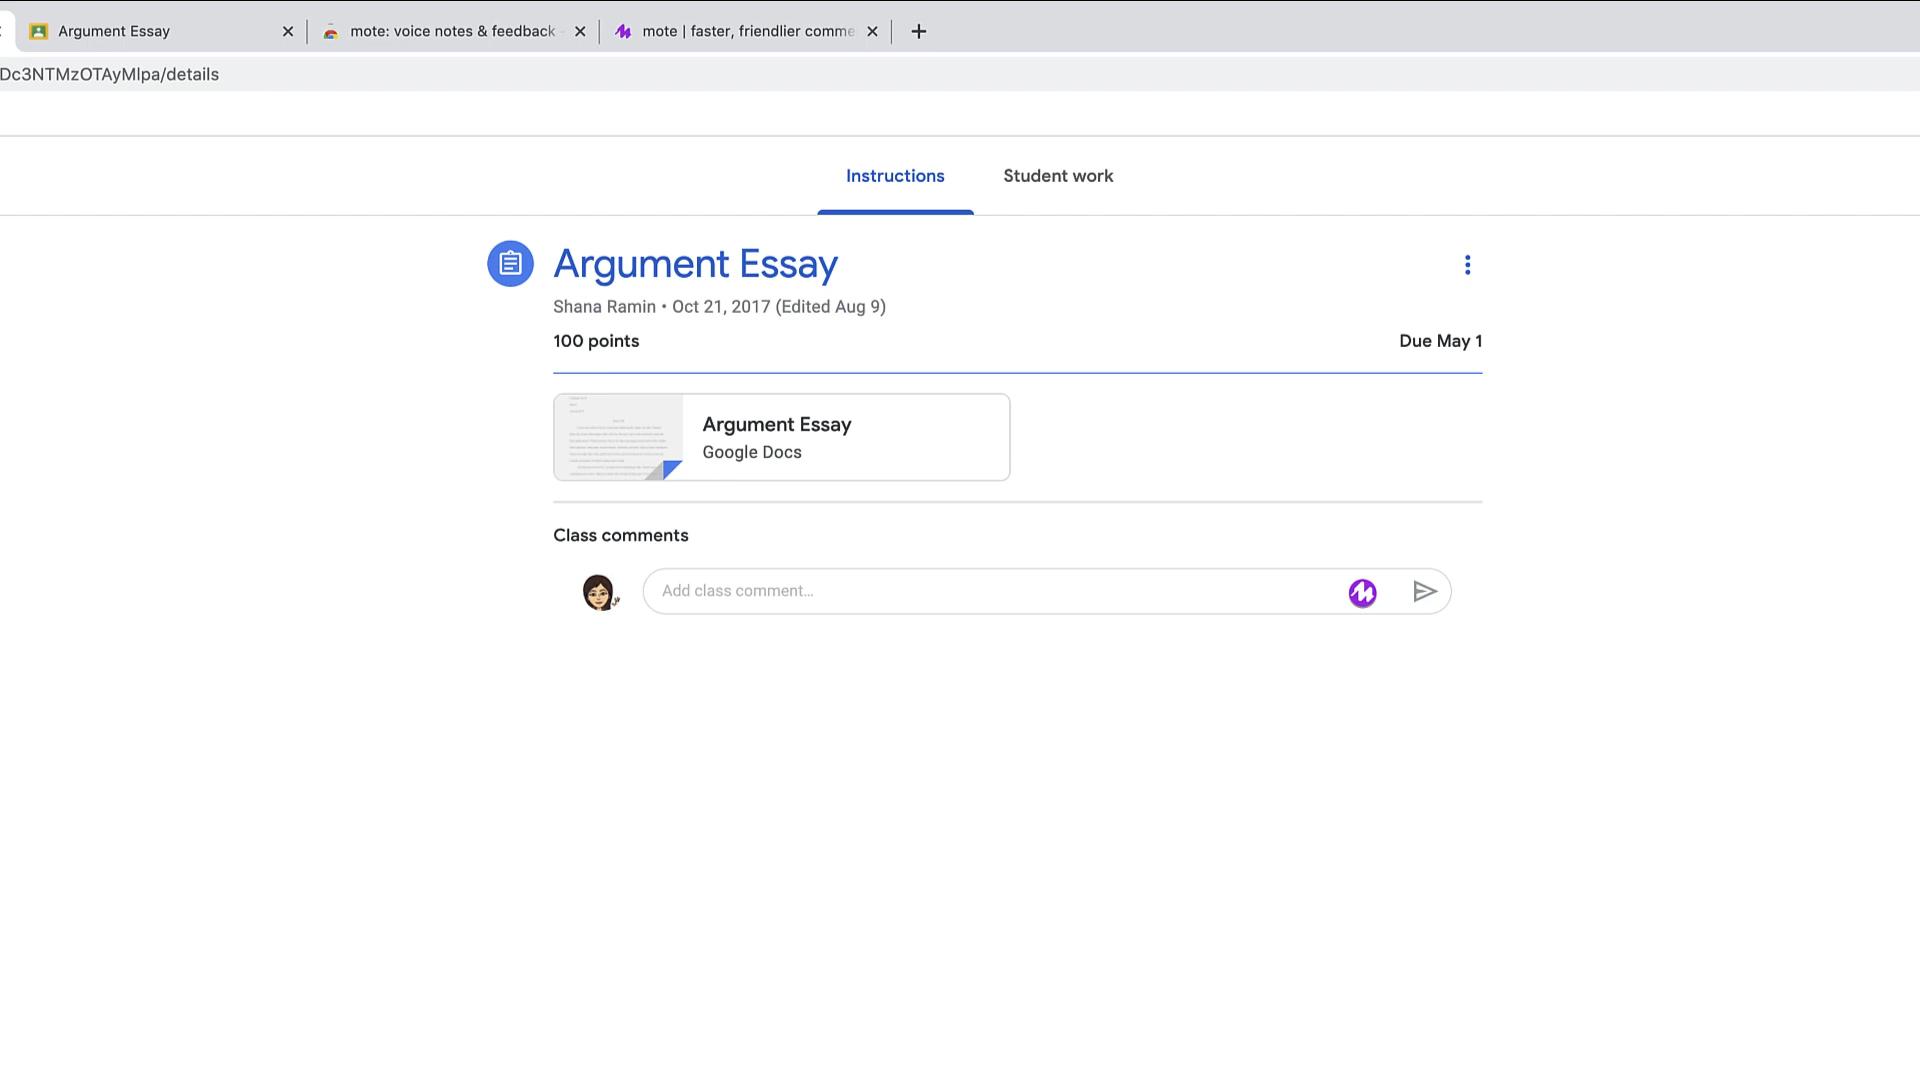 Argument Essay
mote: voice notes & feedback
mote | faster, friendlier comme
Dc3NTMzOTAyMlpa/details
Instructions
Student work
Argument Essay
Shana Ramin • Oct 21, 2017 (Edited Aug 9)
100 points
Due May 1
Argument Essay
Google Docs
Class comments
Add class comment...